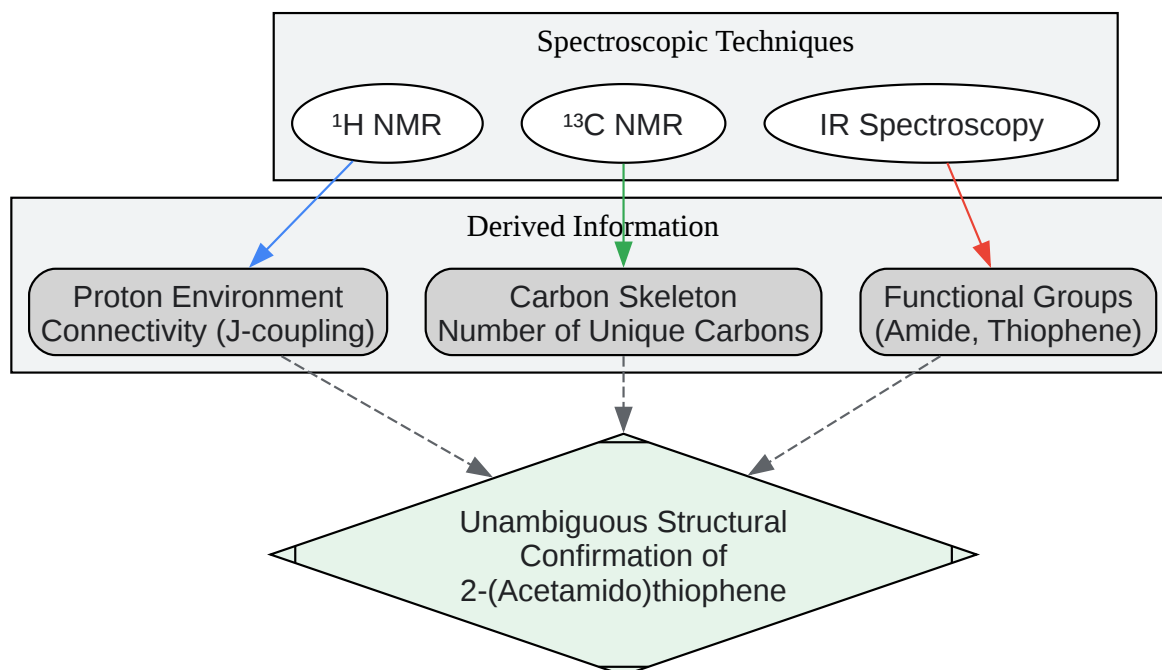 Spectroscopic Techniques
¹H NMR
¹³C NMR
IR Spectroscopy
Derived Information
Proton Environment
Connectivity (J-coupling)
Carbon Skeleton
Number of Unique Carbons
Functional Groups
(Amide, Thiophene)
Unambiguous Structural
Confirmation of
2-(Acetamido)thiophene